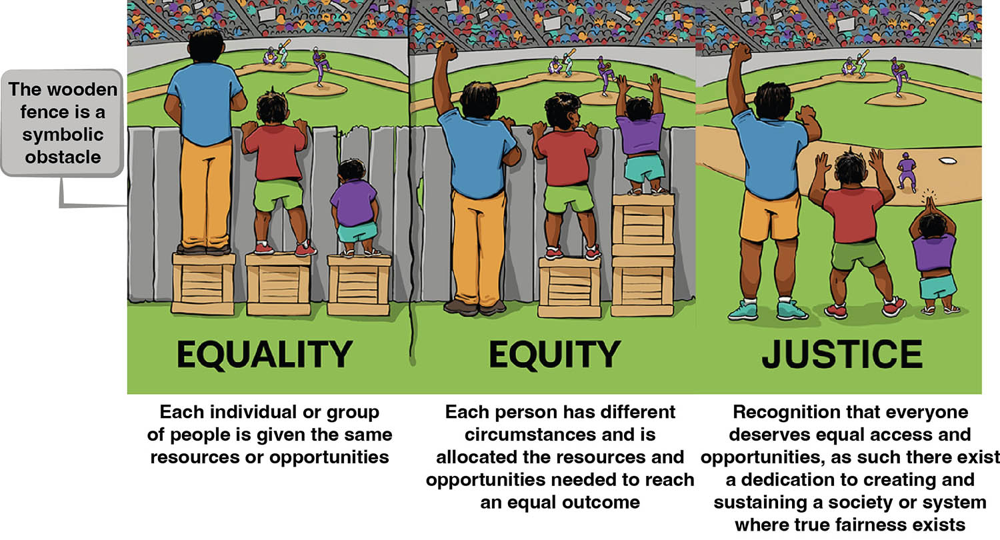 The wooden
fence is a
symbolic
obstacle
EQUALITY
Each individual or group
of people is given the same
resources or opportunities
EQUITY
Each person has different
circumstances and is
allocated the resources and
opportunities needed to reach
an equal outcome
JUSTICE
Recognition that everyone
deserves equal access and
opportunities, as such there exist
a dedication to creating and
sustaining a society or system
where true fairness exists